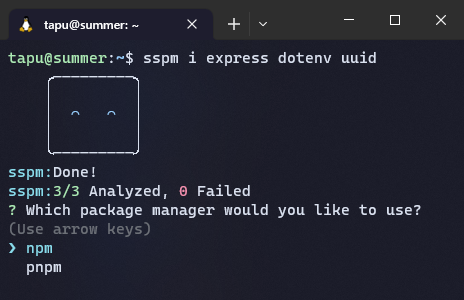 tapu@summer: ~
tapu@summer:~$ sspm i express dotenv uuid
sspm:Done!
sspm:3/3 Analyzed, 0 Failed
? Which package manager would you like to use?
(Use arrow keys)
❯ npm
pnpm